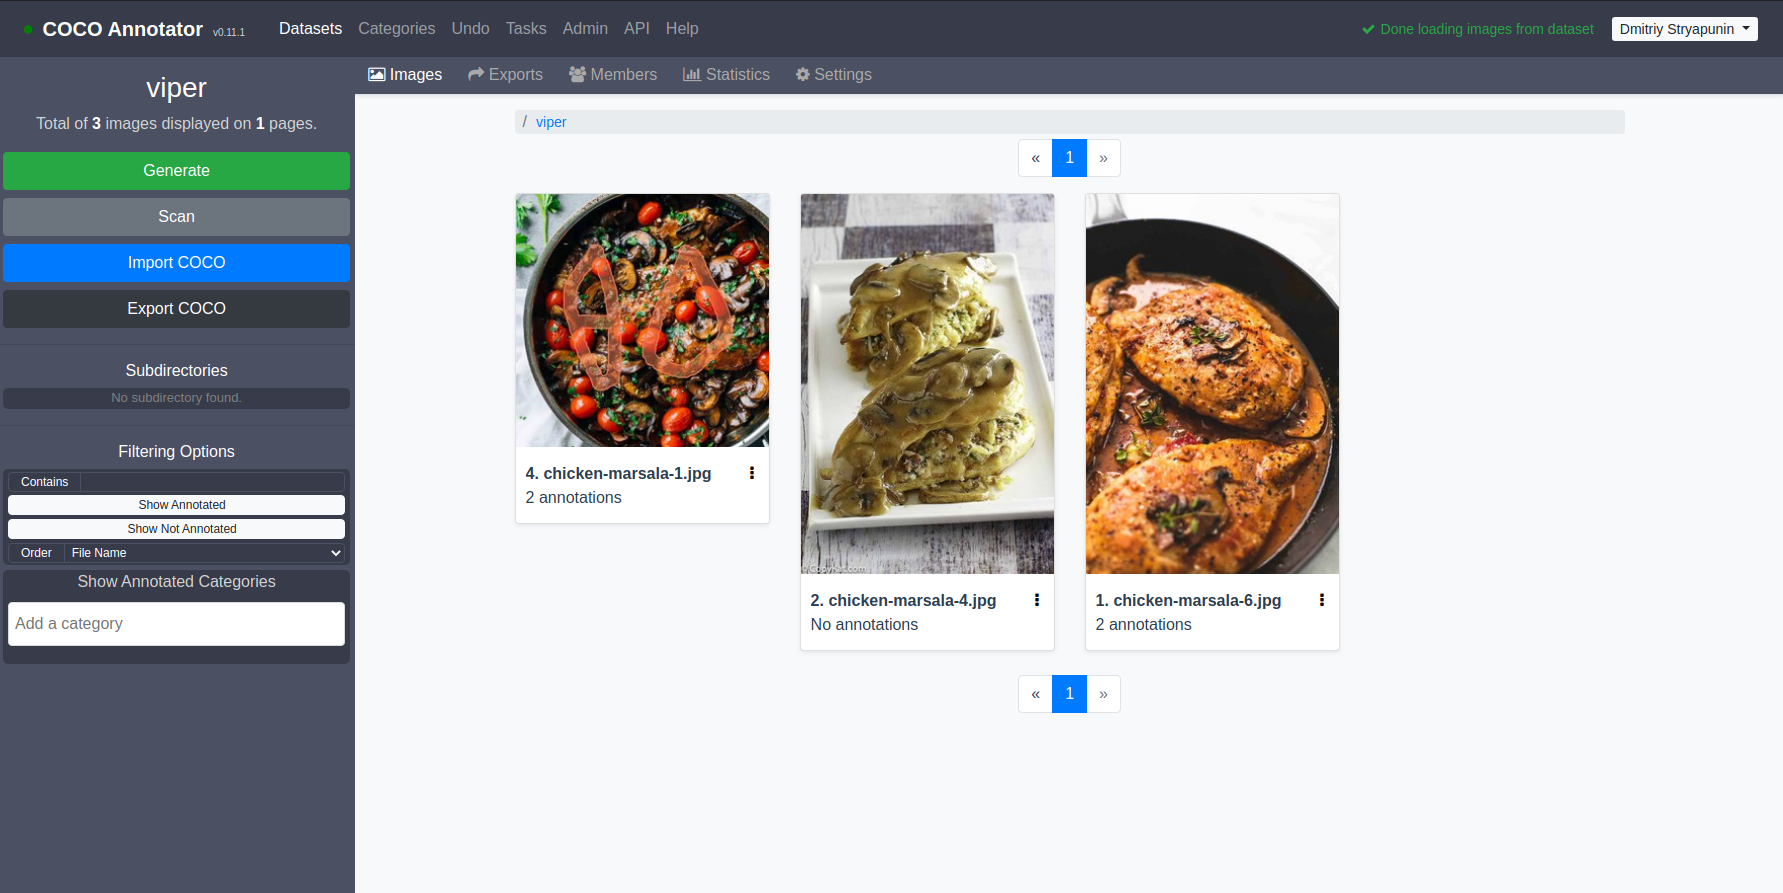 COCO Annotator v0.11.1 Datasets Categories Undo Tasks Admin API Help Done loading images from dataset Dmitriy Stryapunin
Images Exports Members Statistics Settings
viper
Total of 3 images displayed on 1 pages.
Generate
Scan
Import COCO
Export COCO
Subdirectories
No subdirectory found.
Filtering Options
Contains
Show Annotated
Show Not Annotated
Order File Name
Show Annotated Categories
Add a category
/ viper
« 1 »
4. chicken-marsala-1.jpg
2 annotations
2. chicken-marsala-4.jpg
No annotations
1. chicken-marsala-6.jpg
2 annotations
« 1 »